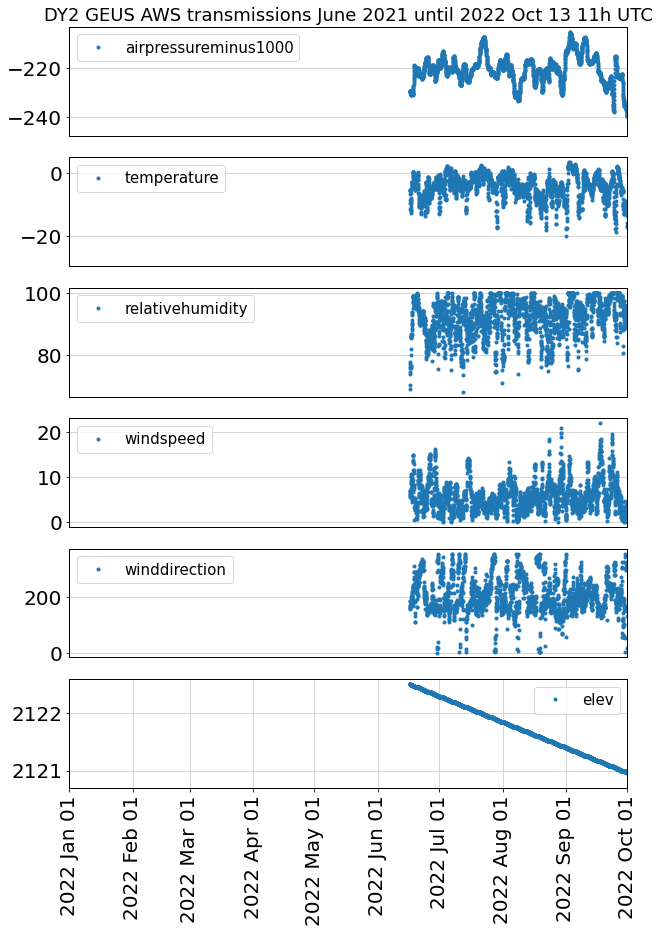 DY2 GEUS AWS transmissions June 2021 until 2022 Oct 13 11h UTC
airpressureminus1000
−220
−240
temperature
0
−20
relativehumidity
100
80
windspeed
20
10
0
winddirection
200
0
elev
2122
2121
2022 Jan 01
2022 Feb 01
2022 Mar 01
2022 Apr 01
2022 May 01
2022 Jun 01
2022 Jul 01
2022 Aug 01
2022 Sep 01
2022 Oct 01